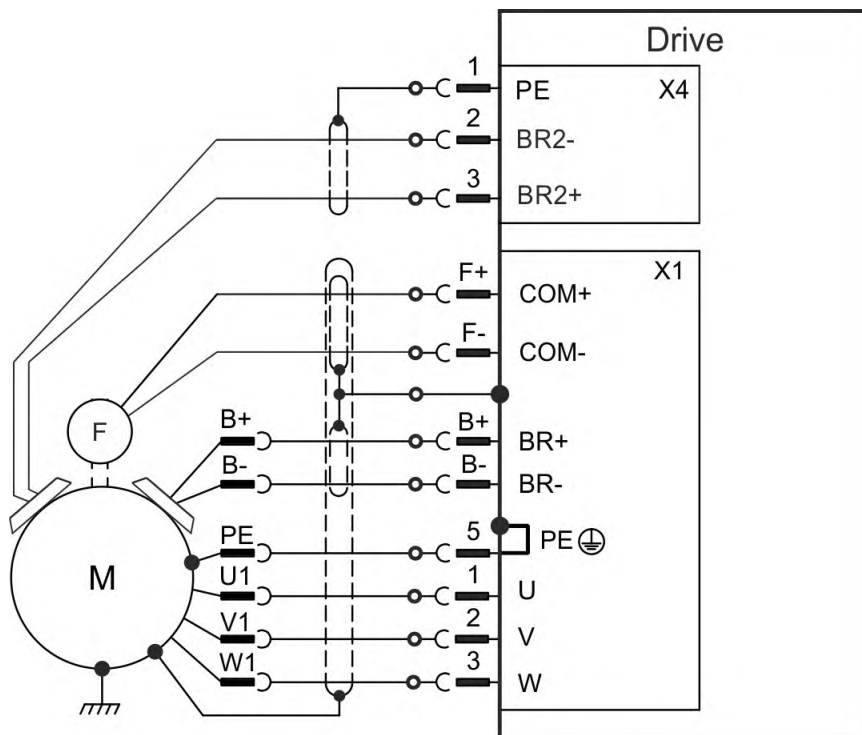 Drive
1
PE
X4
2
BR2-
3
BR2+
X1
F+
COM+
F-
COM-
F
B+
B+
BR+
B-
B-
BR-
PE
5
PE
M
U1
1
U
V1
2
V
W1
3
W